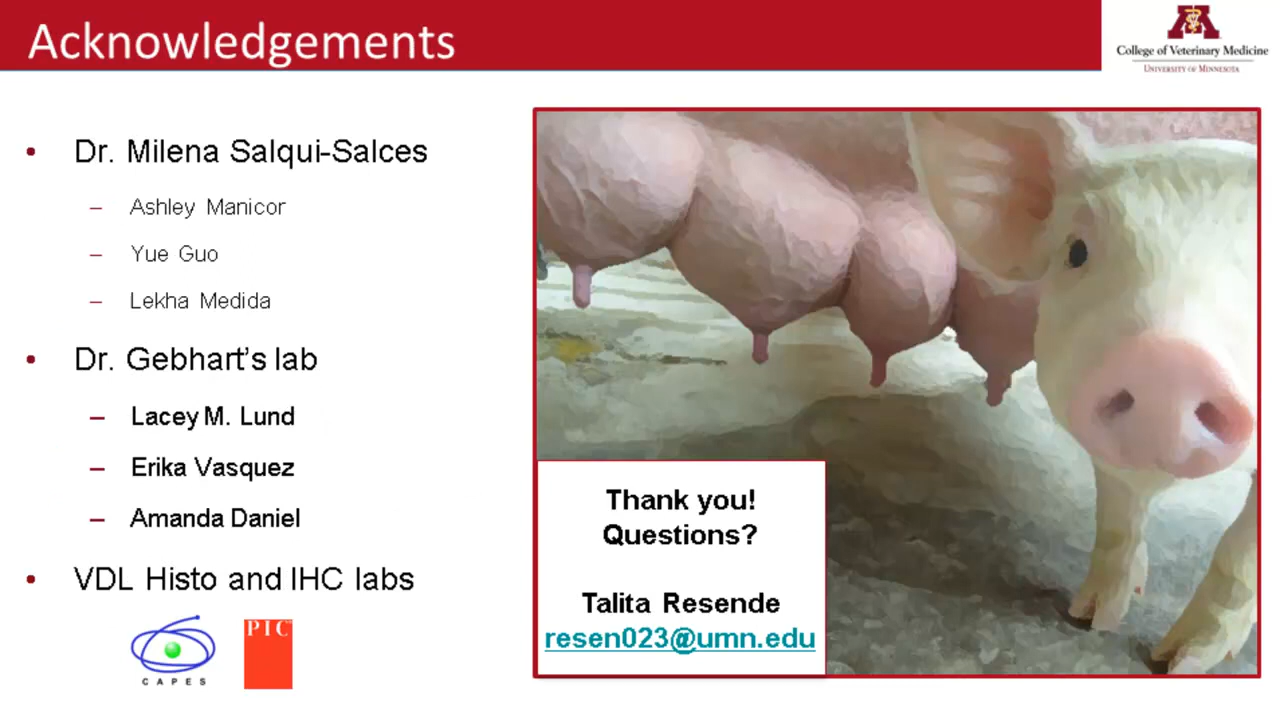 Acknowledgements
College of Veterinary Medicine
University of Minnesota
• Dr. Milena Salqui-Salces
– Ashley Manicor
– Yue Guo
– Lekha Medida
• Dr. Gebhart's lab
– Lacey M. Lund
– Erika Vasquez
– Amanda Daniel
• VDL Histo and IHC labs
CAPES
PIC
Thank you!
Questions?
Talita Resende
resen023@umn.edu